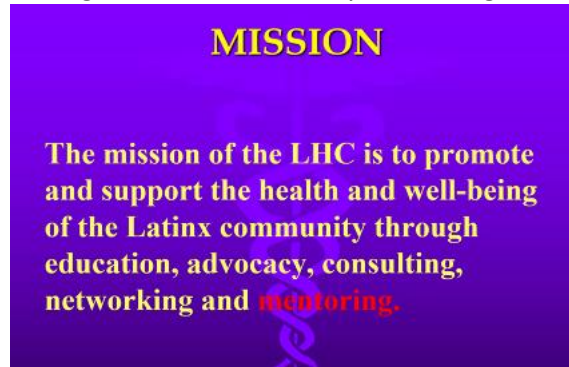 MISSION
The mission of the LHC is to promote
and support the health and well-being
of the Latinx community through
education, advocacy, consulting,
networking and mentoring.